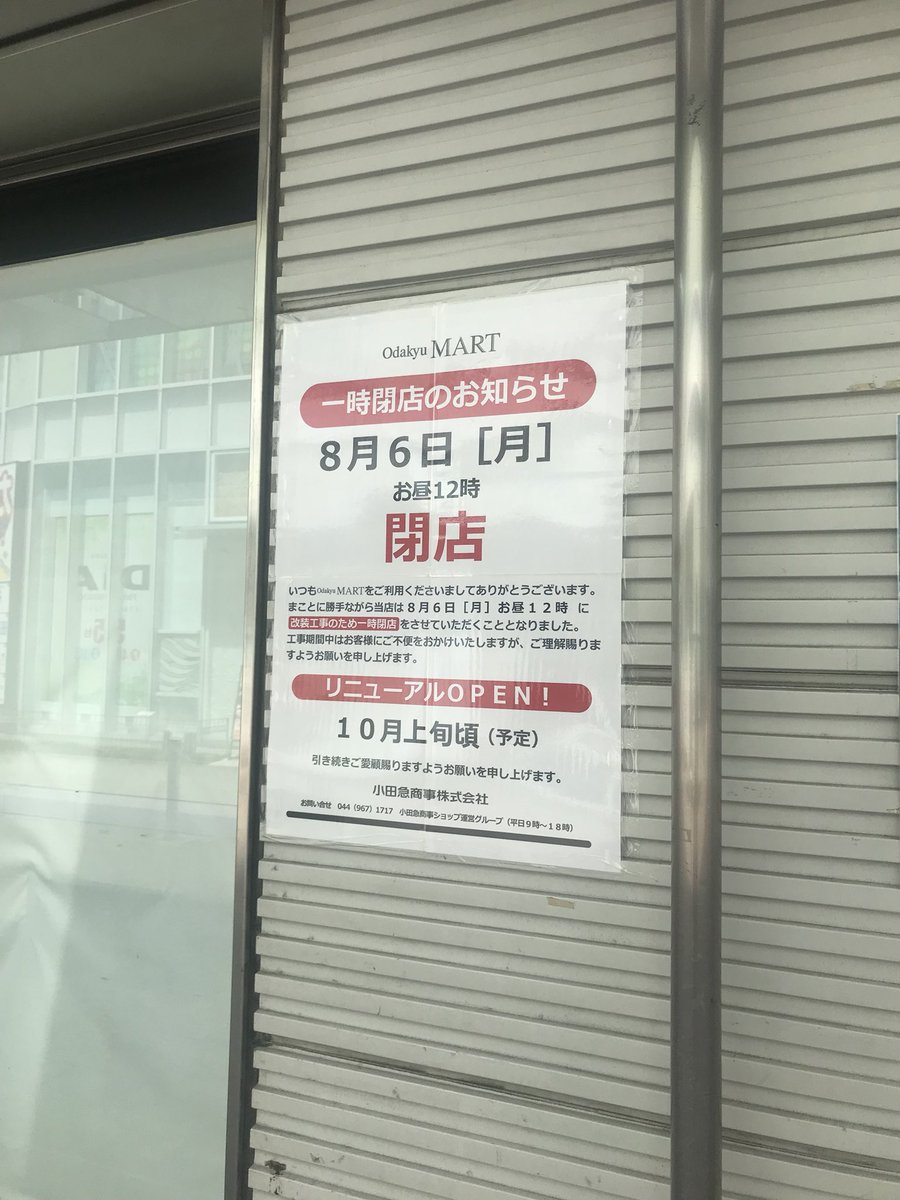 Odakyu MART
一時閉店のお知らせ
8月6日［月］
お昼12時
閉店
いつもOdakyu MARTをご利用くださいましてありがとうございます。
まことに勝手ながら当店は８月６日［月］お昼１２時 に
改装工事のため一時閉店をさせていただくこととなりました。
工事期間中はお客様にご不便をおかけいたしますが、ご理解賜りま
すようお願いを申し上げます。
リニューアルＯＰＥＮ！
１０月上旬頃（予定）
引き続きご愛顧賜りますようお願いを申し上げます。
小田急商事株式会社
お問い合せ 044（967）1717 小田急商事ショップ運営グループ（平日９時～１８時）